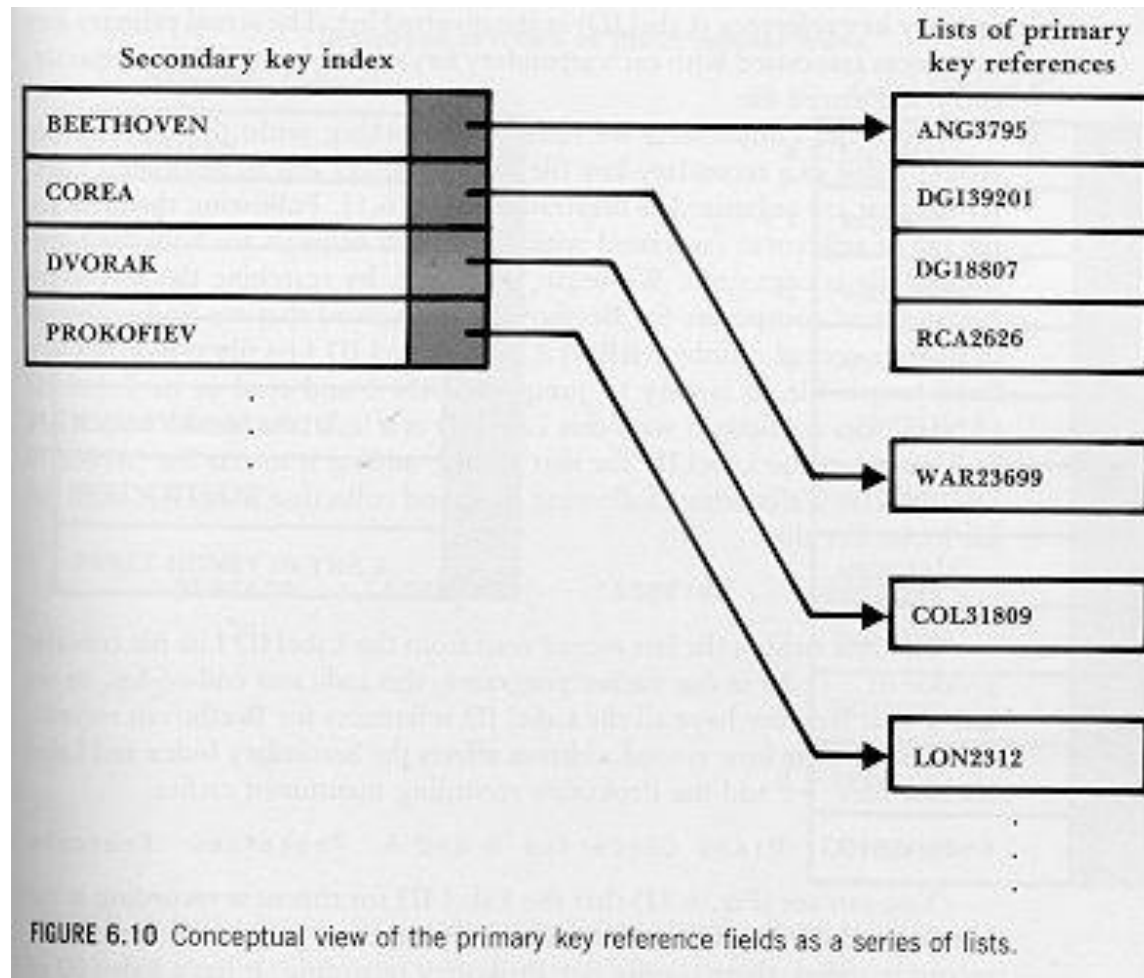 Secondary key index
Lists of primary
key references
BEETHOVEN
COREA
DVORAK
PROKOFIEV
ANG3795
DG139201
DG18807
RCA2626
WAR23699
COL31809
LON2312
FIGURE 6.10 Conceptual view of the primary key reference fields as a series of lists.